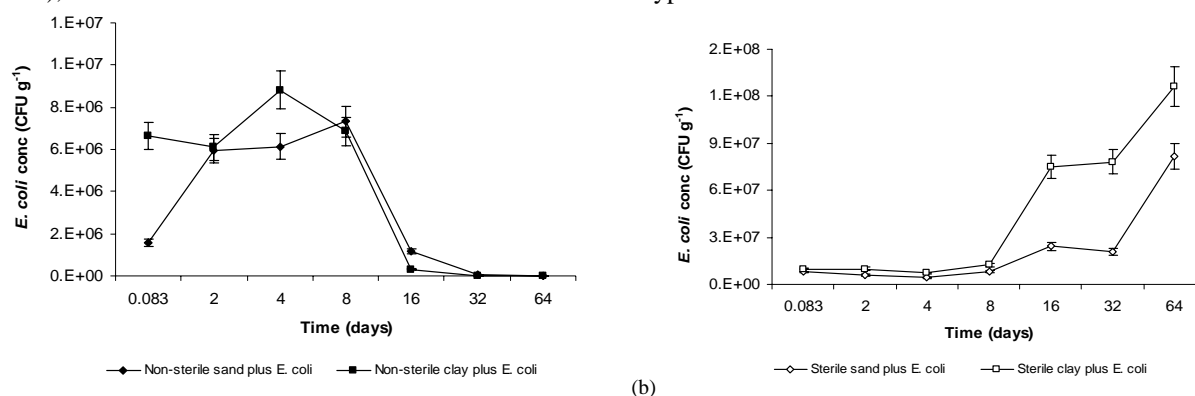 1.E+07
1.E+07
8.E+06
6.E+06
4.E+06
2.E+06
0.E+00
E. coli conc (CFU g⁻¹)
0.083 2 4 8 16 32 64
Time (days)
Non-sterile sand plus E. coli Non-sterile clay plus E. coli
2.E+08
1.E+08
9.E+07
6.E+07
3.E+07
0.E+00
E. coli conc (CFU g⁻¹)
0.083 2 4 8 16 32 64
Time (days)
Sterile sand plus E. coli Sterile clay plus E. coli
(b)